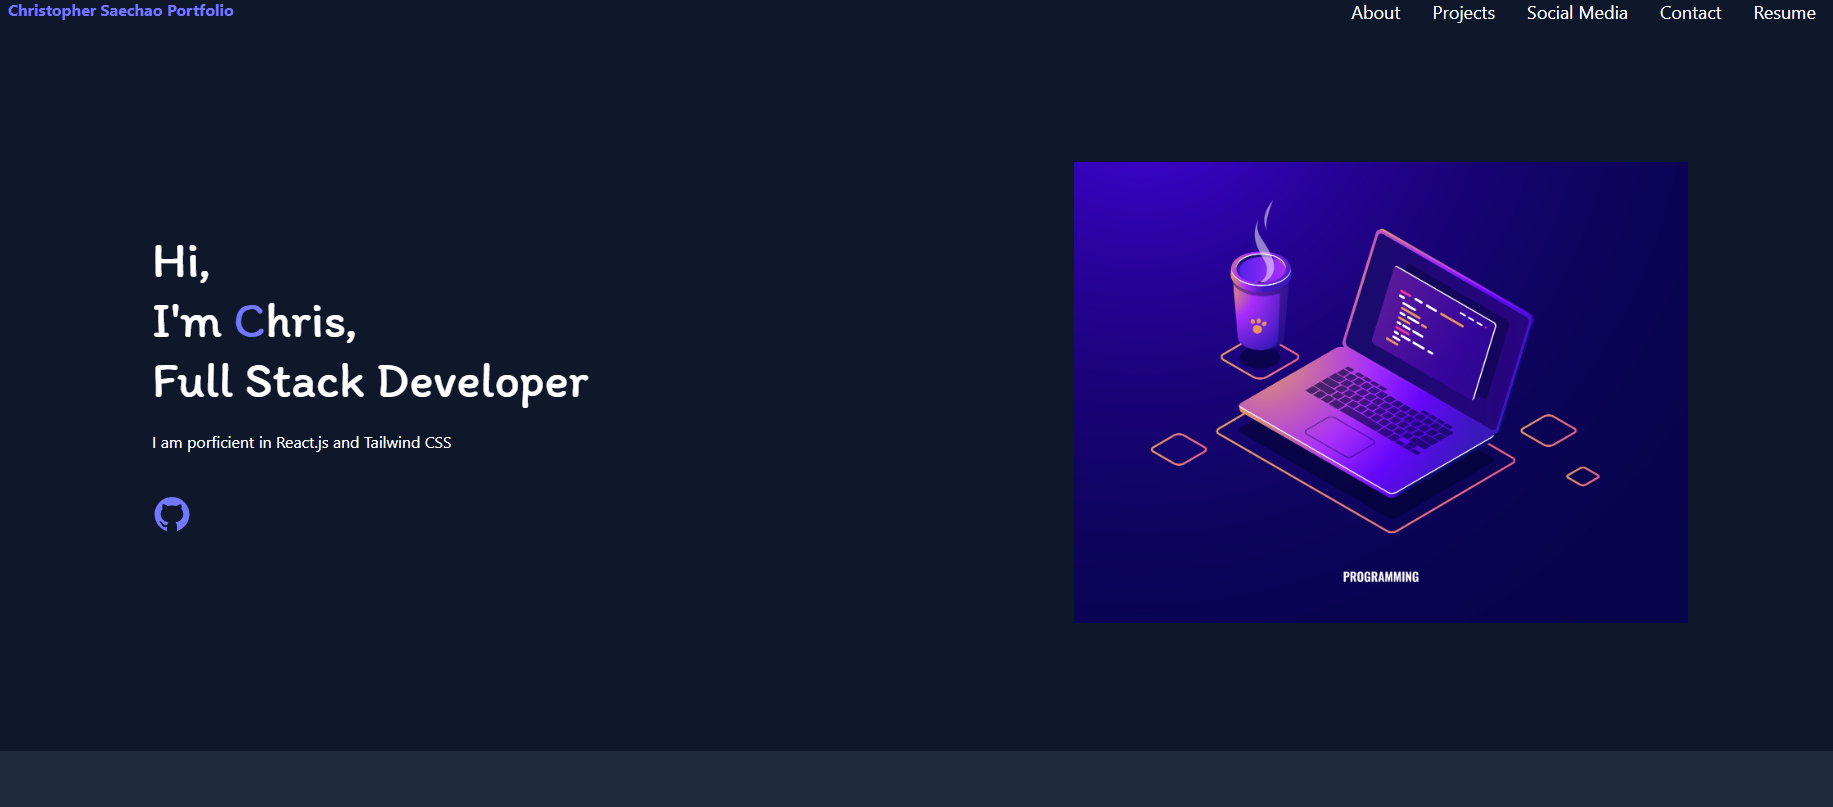 Christopher Saechao Portfolio
About Projects Social Media Contact Resume
Hi,
I'm Chris,
Full Stack Developer
I am porficient in React.js and Tailwind CSS
PROGRAMMING